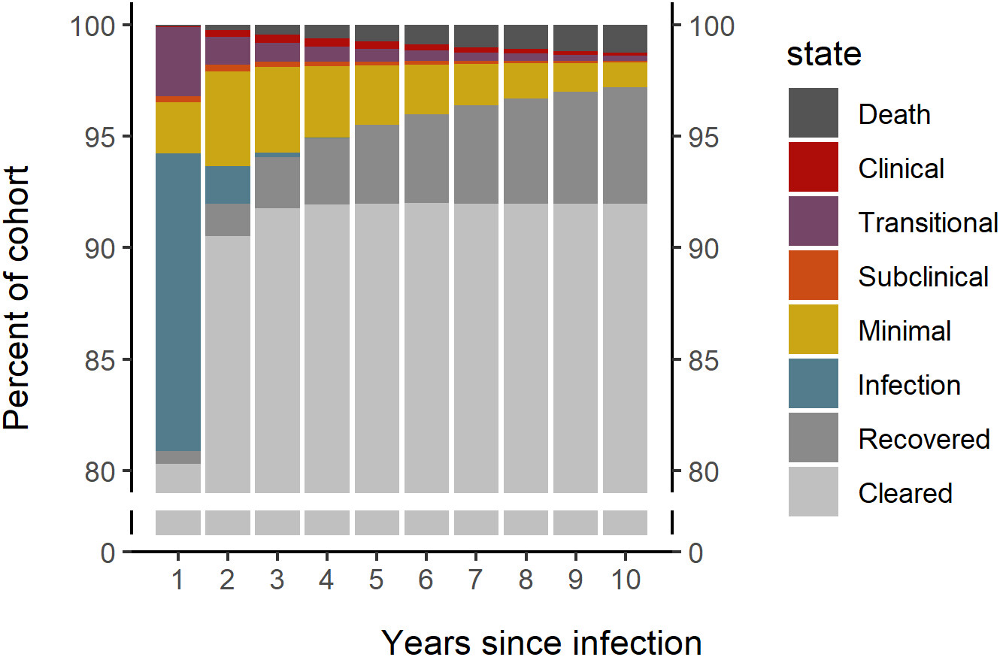 Percent of cohort
100
95
90
85
80
0
100
95
90
85
80
0
1 2 3 4 5 6 7 8 9 10
Years since infection
state
Death
Clinical
Transitional
Subclinical
Minimal
Infection
Recovered
Cleared